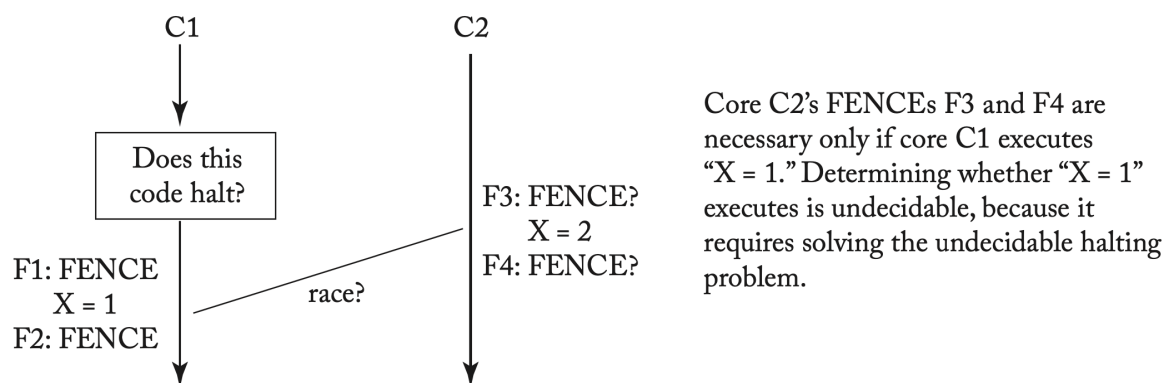 C1
C2
Does this
code halt?
F3: FENCE?
X = 2
F4: FENCE?
F1: FENCE
X = 1
F2: FENCE
race?
Core C2’s FENCEs F3 and F4 are
necessary only if core C1 executes
“X = 1.” Determining whether “X = 1”
executes is undecidable, because it
requires solving the undecidable halting
problem.